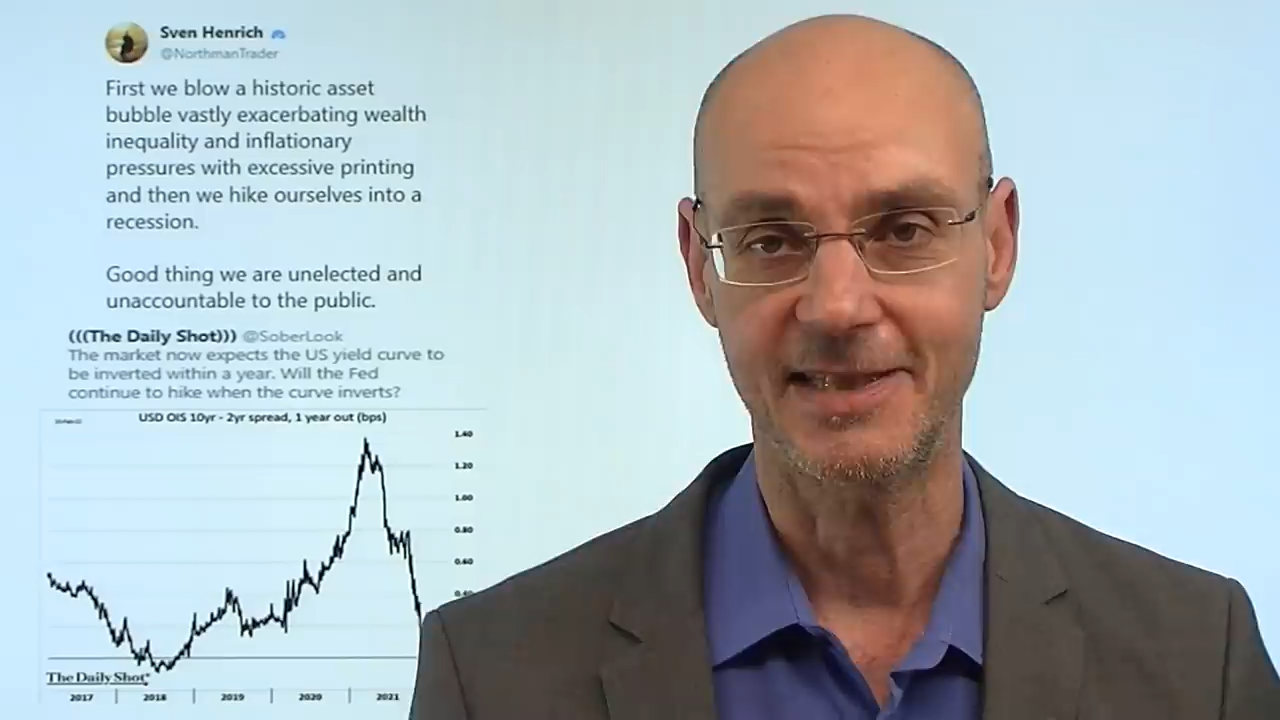 Sven Henrich
@NorthmanTrader
First we blow a historic asset
bubble vastly exacerbating wealth
inequality and inflationary
pressures with excessive printing
and then we hike ourselves into a
recession.
Good thing we are unelected and
unaccountable to the public.
(((The Daily Shot))) @SoberLook
The market now expects the US yield curve to
be inverted within a year. Will the Fed
continue to hike when the curve inverts?
USD OIS 10yr - 2yr spread, 1 year out (bps)
1.40
1.20
1.00
0.80
0.60
0.40
The Daily Shot
2017 2018 2019 2020 2021